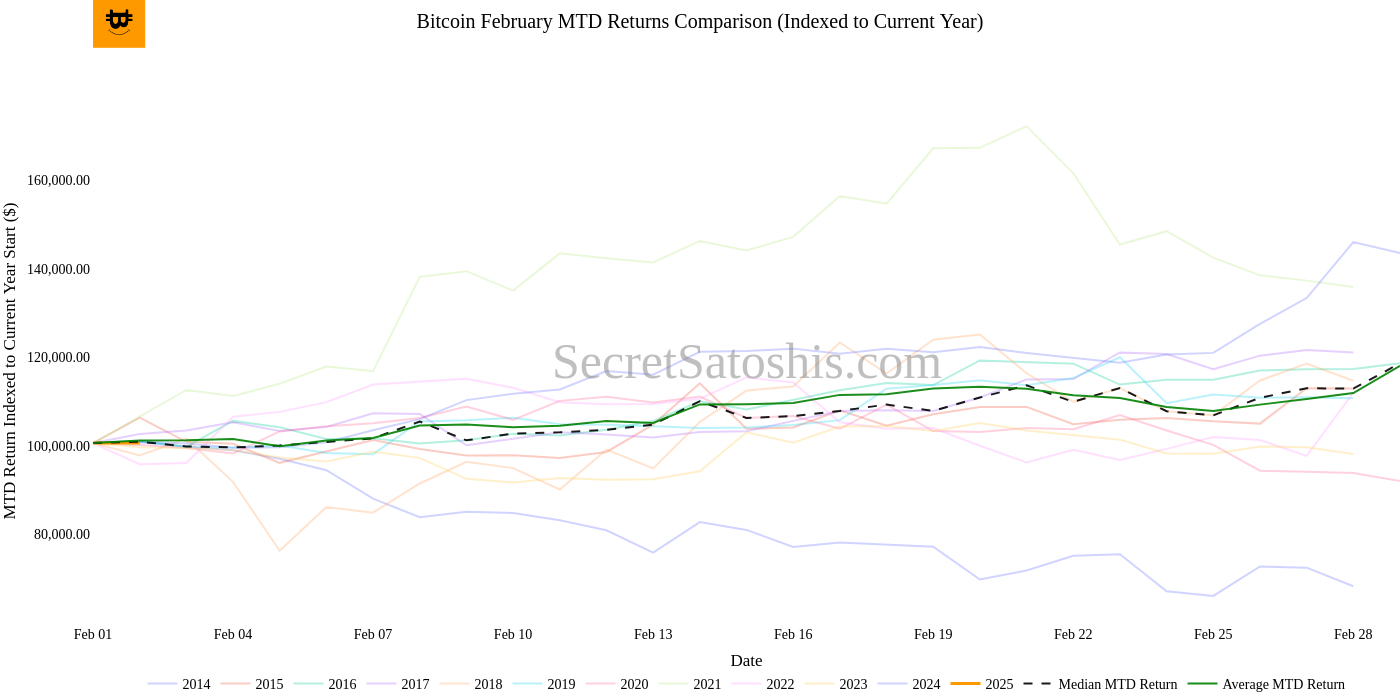 Bitcoin February MTD Returns Comparison (Indexed to Current Year)
MTD Return Indexed to Current Year Start ($)
160,000.00
140,000.00
120,000.00
100,000.00
80,000.00
SecretSatoshis.com
Feb 01 Feb 04 Feb 07 Feb 10 Feb 13 Feb 16 Feb 19 Feb 22 Feb 25 Feb 28
Date
2014 2015 2016 2017 2018 2019 2020 2021 2022 2023 2024 2025 Median MTD Return Average MTD Return